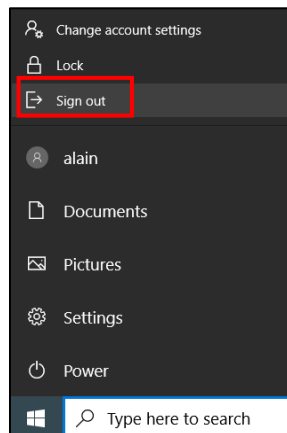 Change account settings
Lock
Sign out
alain
Documents
Pictures
Settings
Power
Type here to search